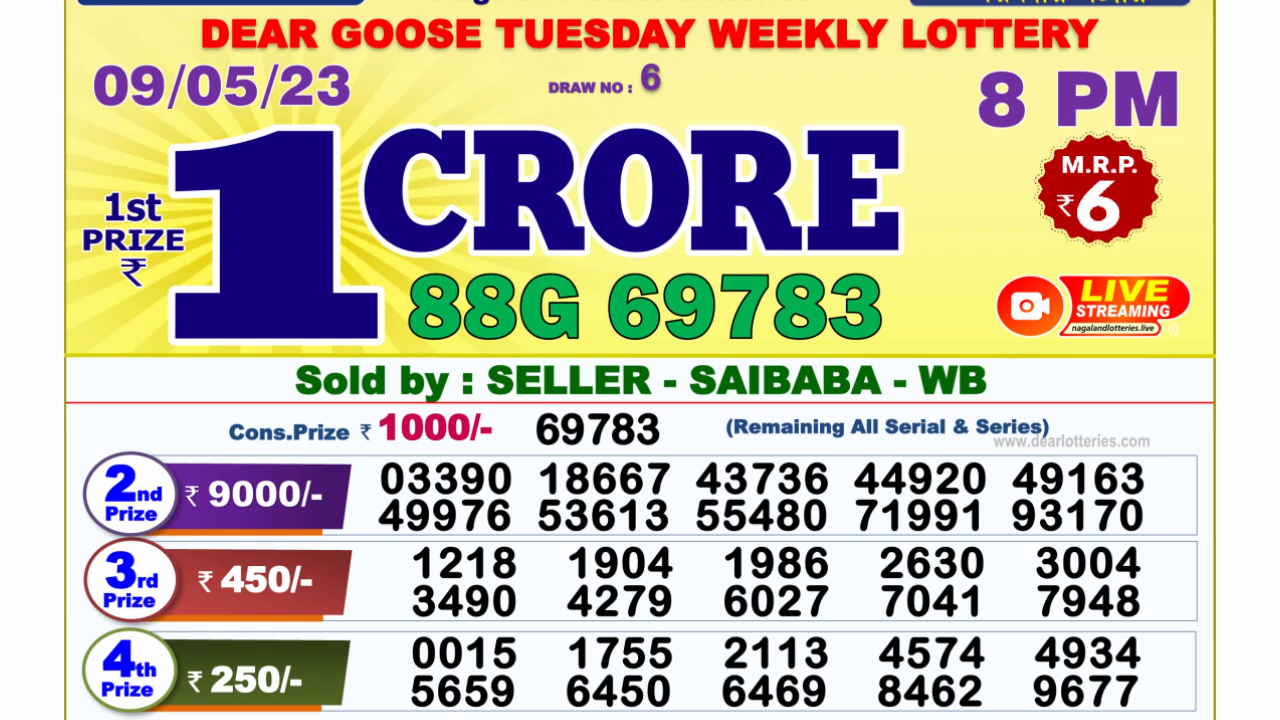 DEAR GOOSE TUESDAY WEEKLY LOTTERY
09/05/23
DRAW NO : 6
8 PM
1st
PRIZE
₹
1 CRORE
M.R.P.
₹6
88G 69783
LIVE
STREAMING
nagalandlotteries.live
Sold by : SELLER - SAIBABA - WB
Cons.Prize ₹ 1000/- 69783 (Remaining All Serial & Series)
www.dearlotteries.com
2nd Prize ₹ 9000/-
03390 18667 43736 44920 49163
49976 53613 55480 71991 93170
3rd Prize ₹ 450/-
1218 1904 1986 2630 3004
3490 4279 6027 7041 7948
4th Prize ₹ 250/-
0015 1755 2113 4574 4934
5659 6450 6469 8462 9677